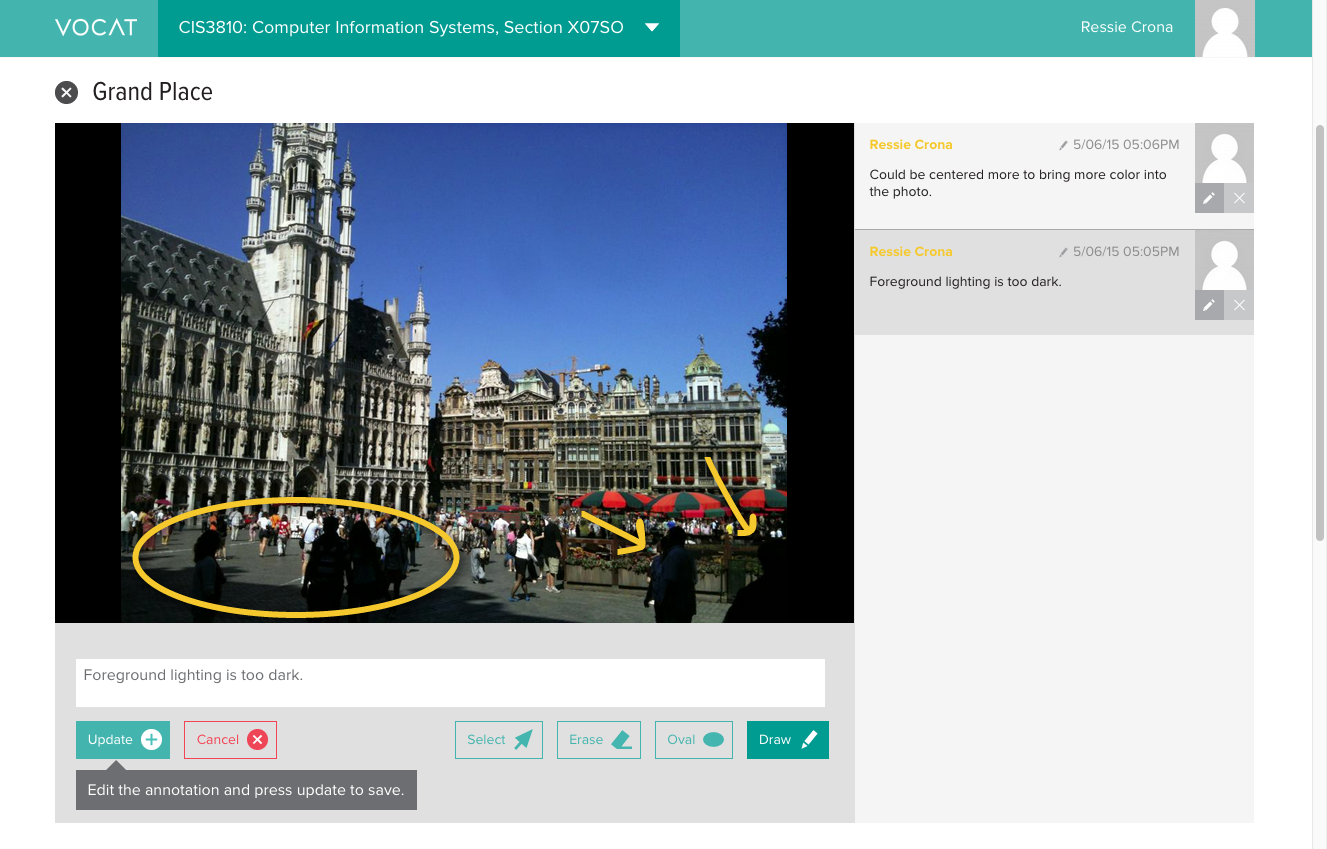 VOCAT
CIS3810: Computer Information Systems, Section X07SO
Ressie Crona
Grand Place
Ressie Crona
5/06/15 05:06PM
Could be centered more to bring more color into
the photo.
Ressie Crona
5/06/15 05:05PM
Foreground lighting is too dark.
Foreground lighting is too dark.
Update
Cancel
Select
Erase
Oval
Draw
Edit the annotation and press update to save.